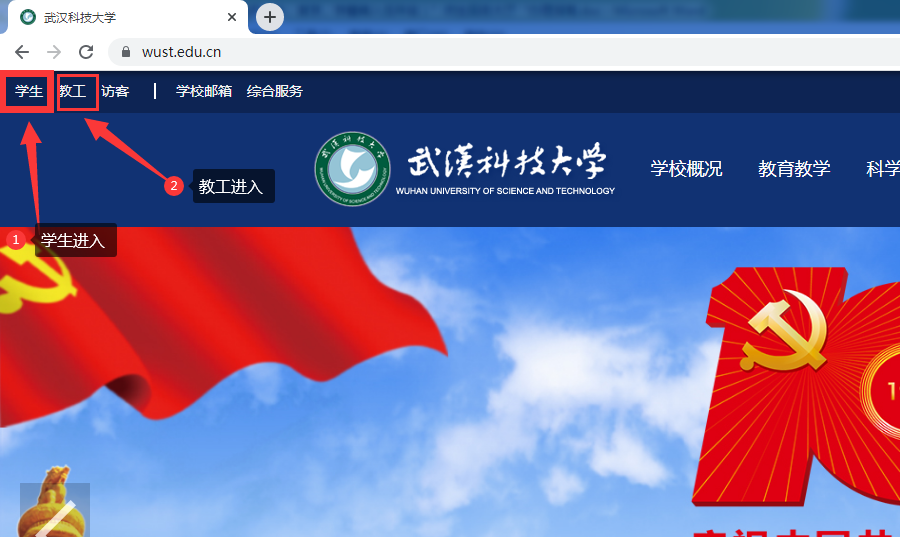 武汉科技大学
wust.edu.cn
学生 教工 访客 学校邮箱 综合服务
武漢科技大学
WUHAN UNIVERSITY OF SCIENCE AND TECHNOLOGY
学校概况 教育教学 科学
2 教工进入
1 学生进入